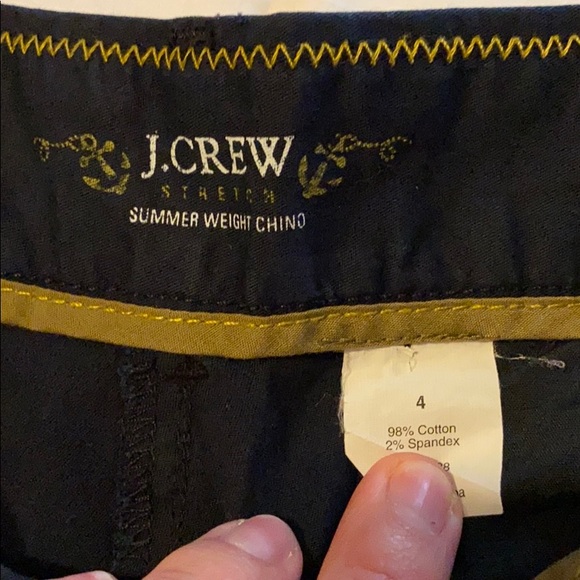 J.CREW
STRETCH
SUMMER WEIGHT CHINO
4
98% Cotton
2% Spandex